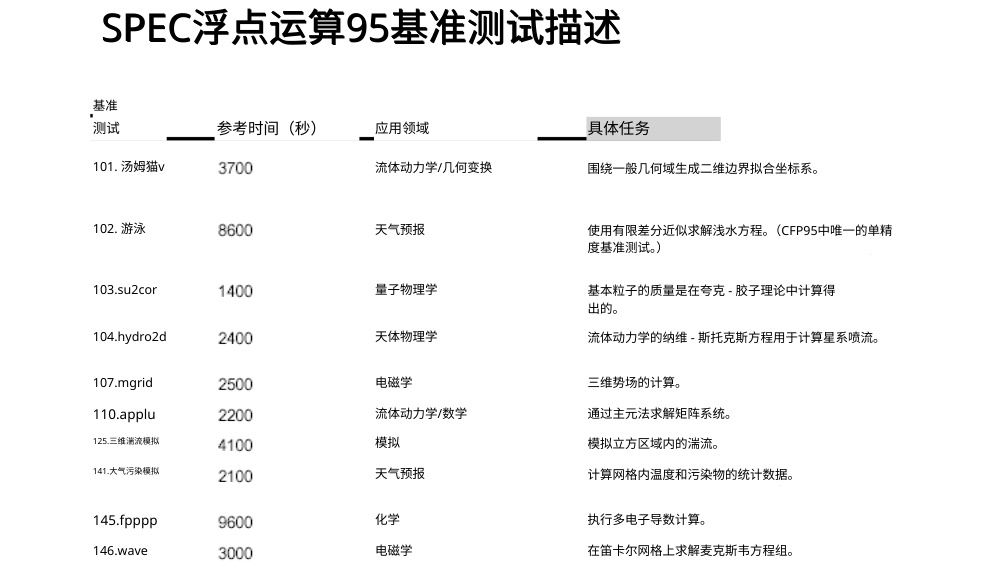 SPEC浮点运算95基准测试描述
基准
测试 参考时间（秒） 应用领域 具体任务
101. 汤姆猫v 3700 流体动力学/几何变换 围绕一般几何域生成二维边界拟合坐标系。
102. 游泳 8600 天气预报 使用有限差分近似求解浅水方程。（CFP95中唯一的单精
度基准测试。）
103.su2cor 1400 量子物理学 基本粒子的质量是在夸克 - 胶子理论中计算得
出的。
104.hydro2d 2400 天体物理学 流体动力学的纳维 - 斯托克斯方程用于计算星系喷流。
107.mgrid 2500 电磁学 三维势场的计算。
110.applu 2200 流体动力学/数学 通过主元法求解矩阵系统。
125.三维湍流模拟 4100 模拟 模拟立方区域内的湍流。
141.大气污染模拟 2100 天气预报 计算网格内温度和污染物的统计数据。
145.fpppp 9600 化学 执行多电子导数计算。
146.wave 3000 电磁学 在笛卡尔网格上求解麦克斯韦方程组。